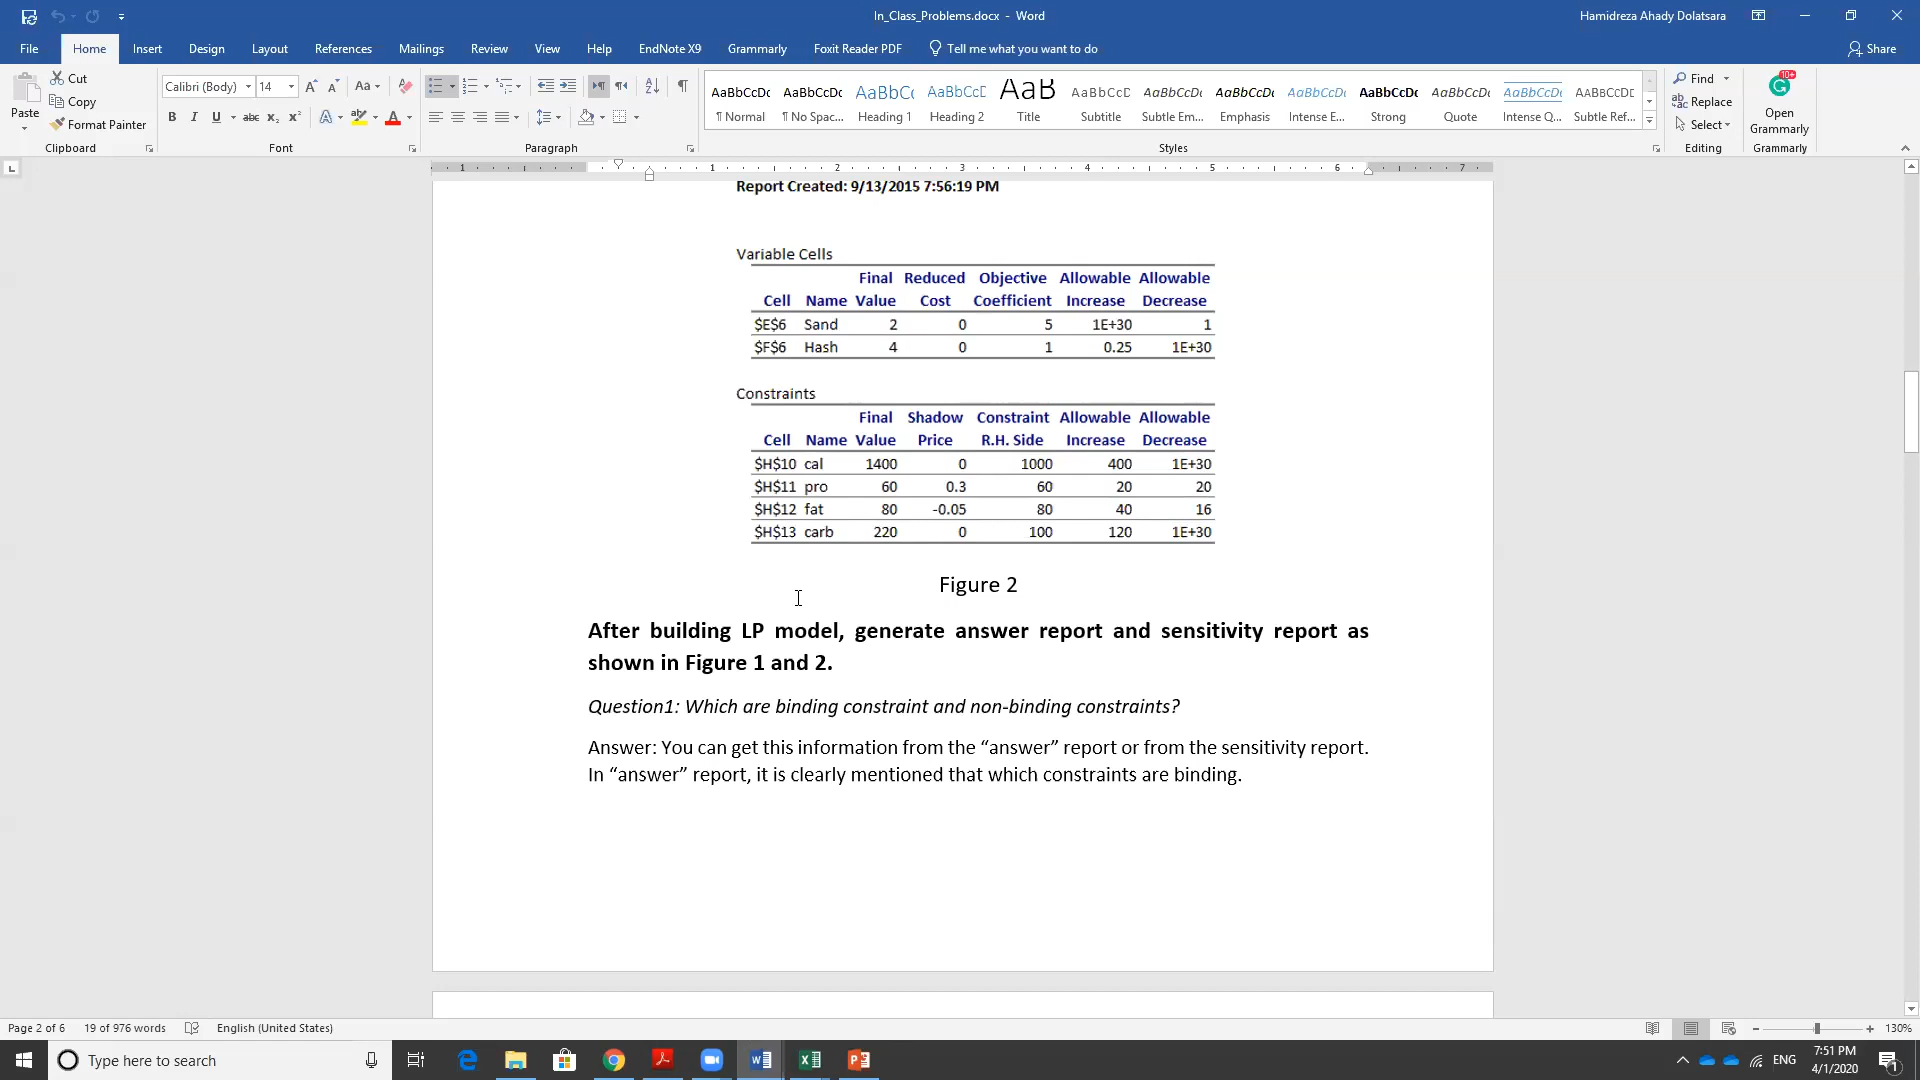 In_Class_Problems.docx - Word
Hamidreza Ahady Dolatsara
File Home Insert Design Layout References Mailings Review View Help EndNote X9 Grammarly Foxit Reader PDF Tell me what you want to do Share
Paste
Cut
Copy
Format Painter
Clipboard
Calibri (Body) 14
Font
Paragraph
AaBbCcDc AaBbCcDc AaBbCc AaBbCcD AaB AaBbCcD AaBbCcDc AaBbCcDc AaBbCcDc AaBbCcDc AaBbCcDc AaBbCcDc AaBbCcDc
¶ Normal ¶ No Spac... Heading 1 Heading 2 Title Subtitle Subtle Em... Emphasis Intense E... Strong Quote Intense Q... Subtle Ref...
Styles
Find
Replace
Select
Editing
10+
Open
Grammarly
Grammarly
1 1 2 3 4 5 6 7
Report Created: 9/13/2015 7:56:19 PM
Variable Cells
Final Reduced Objective Allowable Allowable
Cell Name Value Cost Coefficient Increase Decrease
$E$6 Sand 2 0 5 1E+30 1
$F$6 Hash 4 0 1 0.25 1E+30
Constraints
Final Shadow Constraint Allowable Allowable
Cell Name Value Price R.H. Side Increase Decrease
$H$10 cal 1400 0 1000 400 1E+30
$H$11 pro 60 0.3 60 20 20
$H$12 fat 80 -0.05 80 40 16
$H$13 carb 220 0 100 120 1E+30
Figure 2
After building LP model, generate answer report and sensitivity report as
shown in Figure 1 and 2.
Question1: Which are binding constraint and non-binding constraints?
Answer: You can get this information from the “answer” report or from the sensitivity report.
In “answer” report, it is clearly mentioned that which constraints are binding.
Page 2 of 6 19 of 976 words English (United States) 130%
Type here to search
ENG
7:51 PM
4/1/2020
1